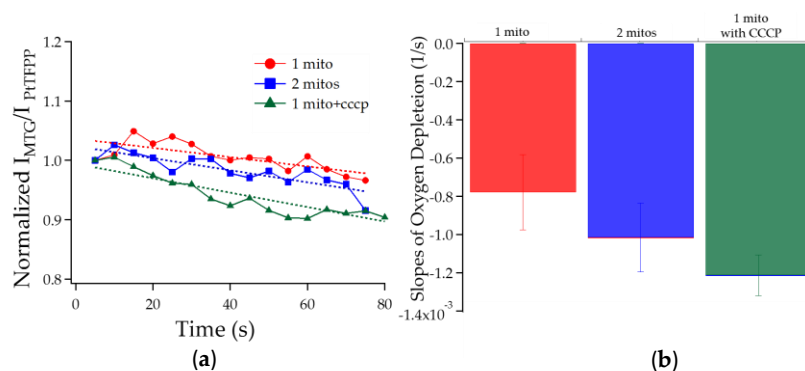 1.2
1.1
1.0
0.9
0.8
Normalized I MTG/I PtTFPP
1 mito
2 mitos
1 mito+cccp
0 20 40 60 80
Time (s)
(a)
1 mito 2 mitos 1 mito
with CCCP
0.0
-0.2
-0.4
-0.6
-0.8
-1.0
-1.2
-1.4x10⁻³
Slopes of Oxygen Depleteion (1/s)
(b)